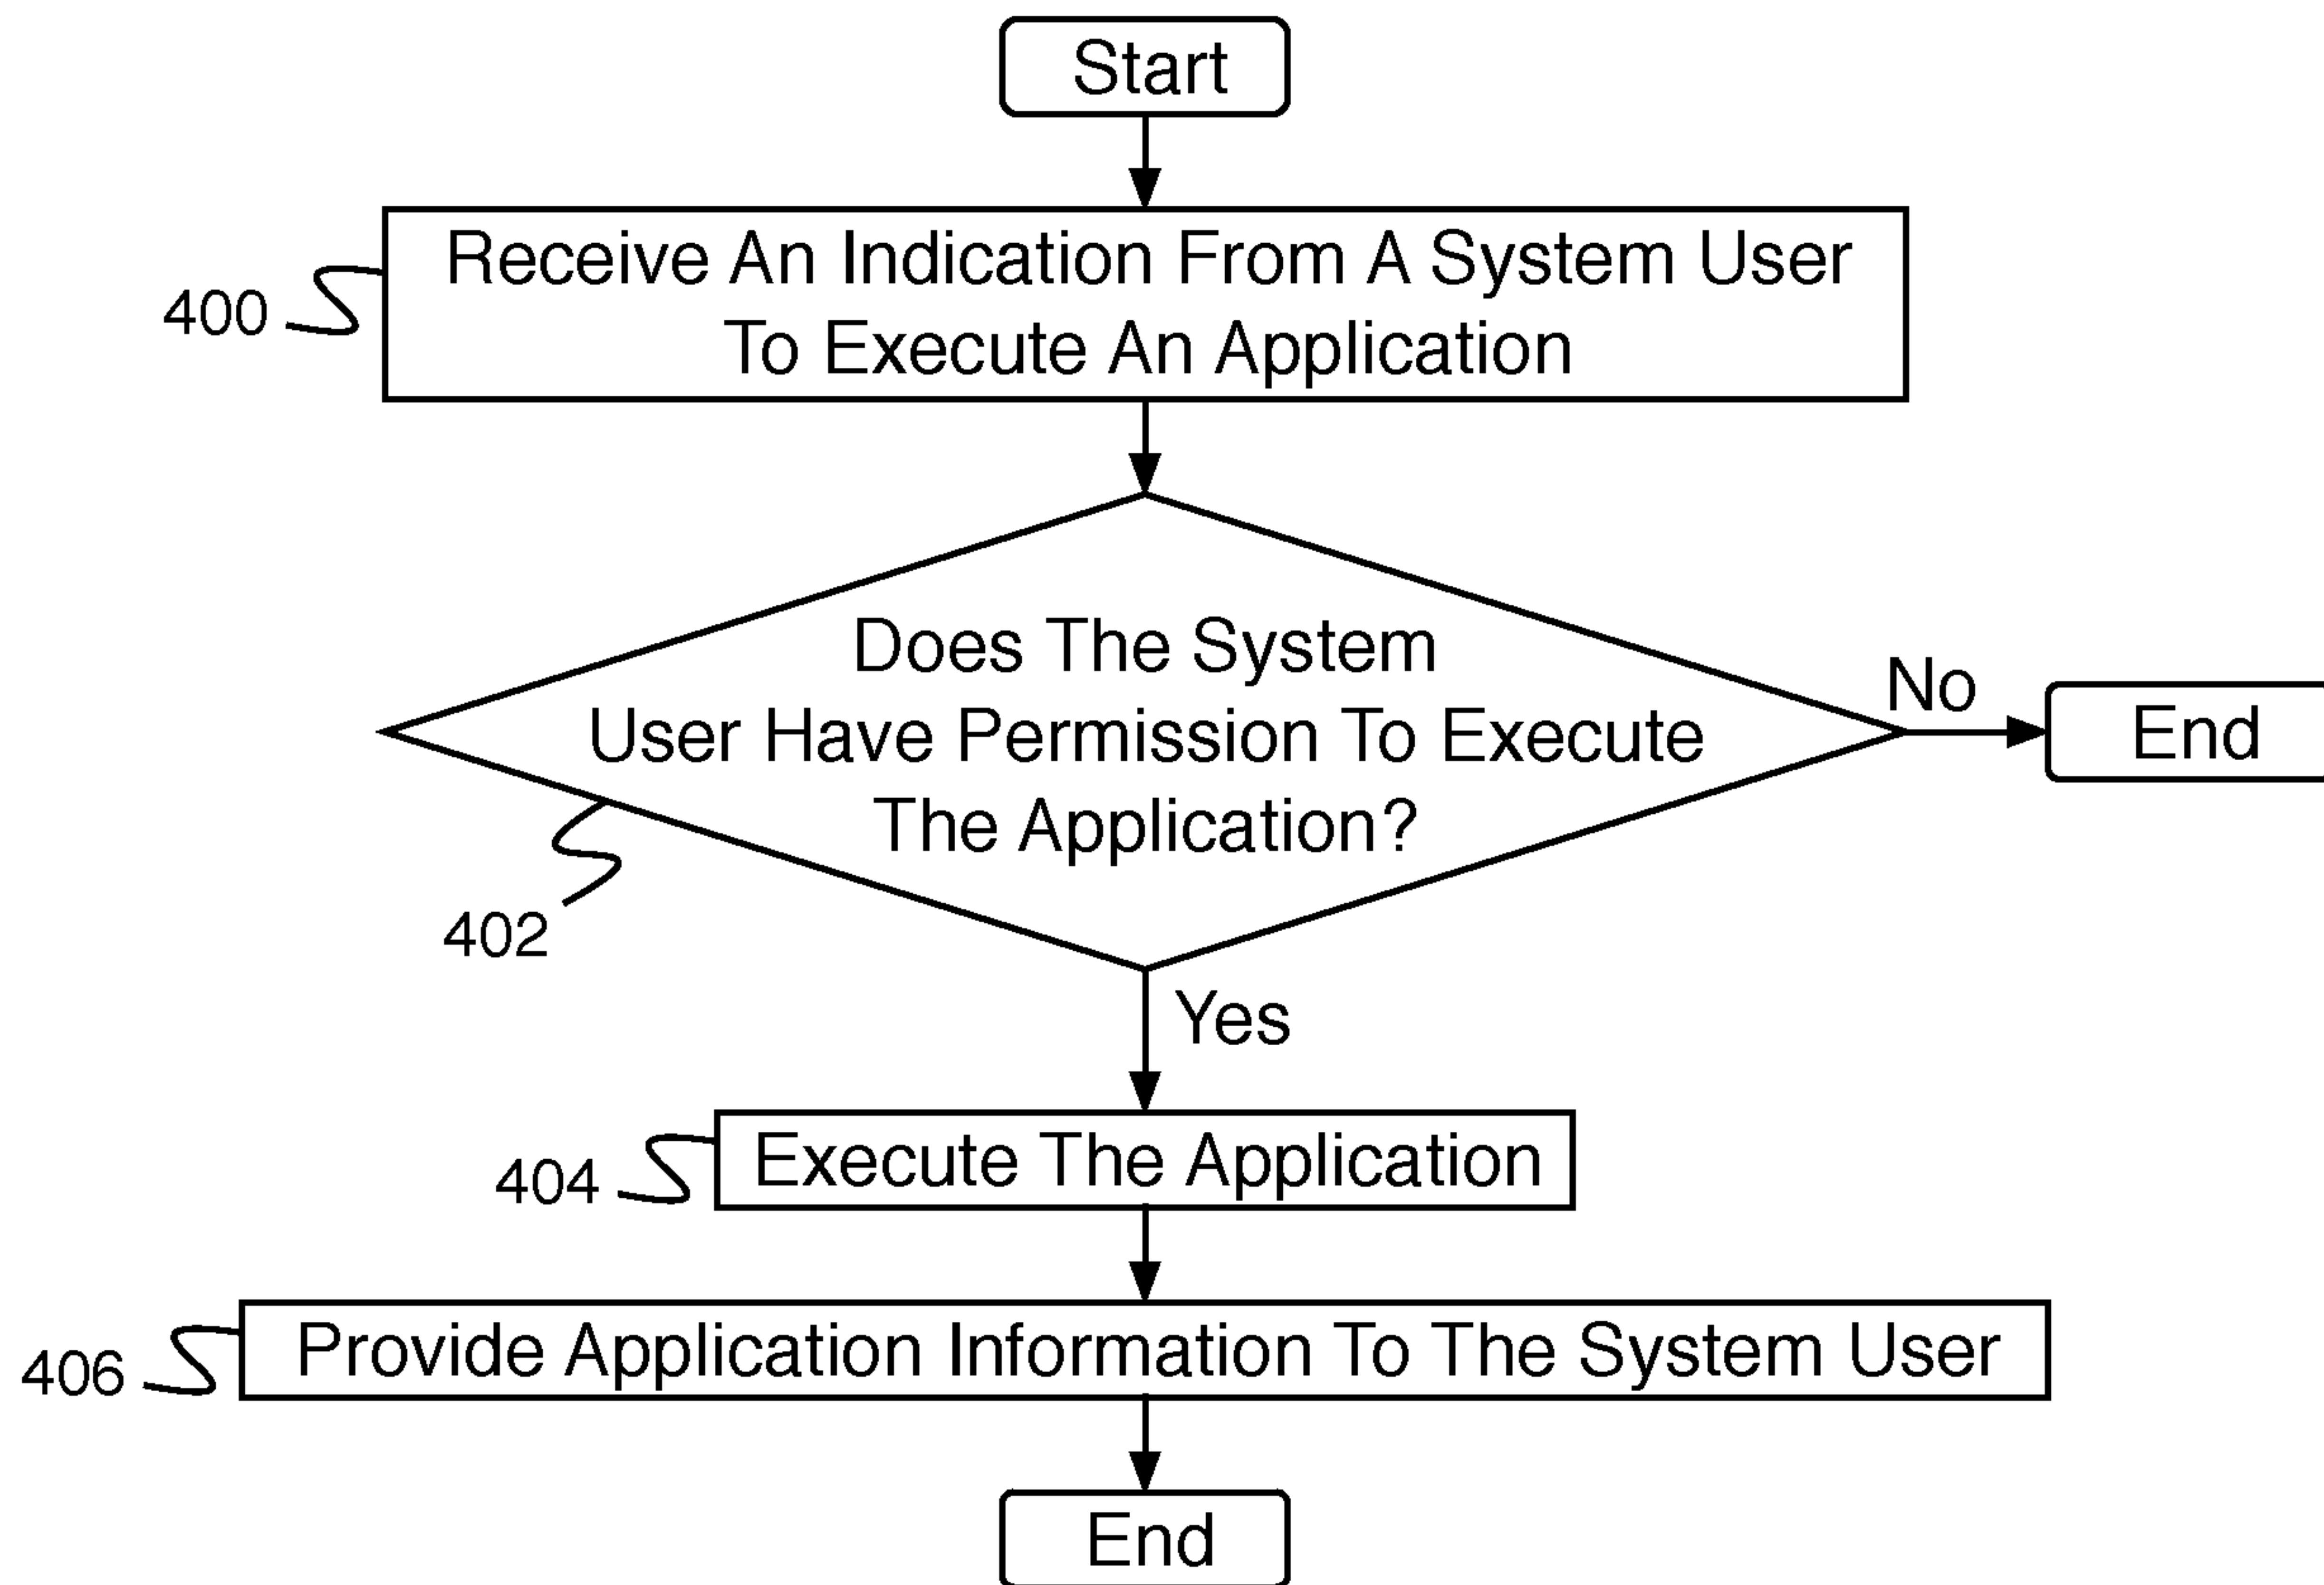 Start
Receive An Indication From A System User
To Execute An Application
400
Does The System
User Have Permission To Execute
The Application?
No
End
402
Yes
Execute The Application
404
Provide Application Information To The System User
406
End